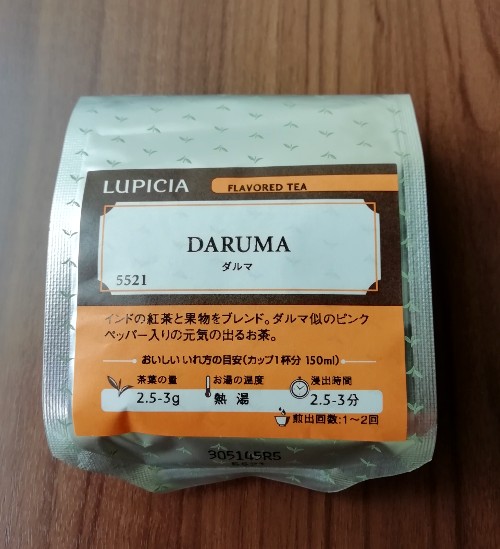 LUPICIA
FLAVORED TEA
DARUMA
ダルマ
5521
インドの紅茶と果物をブレンド。ダルマ似のピンク
ペッパー入りの元気の出るお茶。
おいしいいれ方の目安(カップ1杯分 150ml)
茶葉の量 お湯の温度 浸出時間
2.5-3g 熱湯 2.5-3分
煎出回数:1〜2回
905145R5